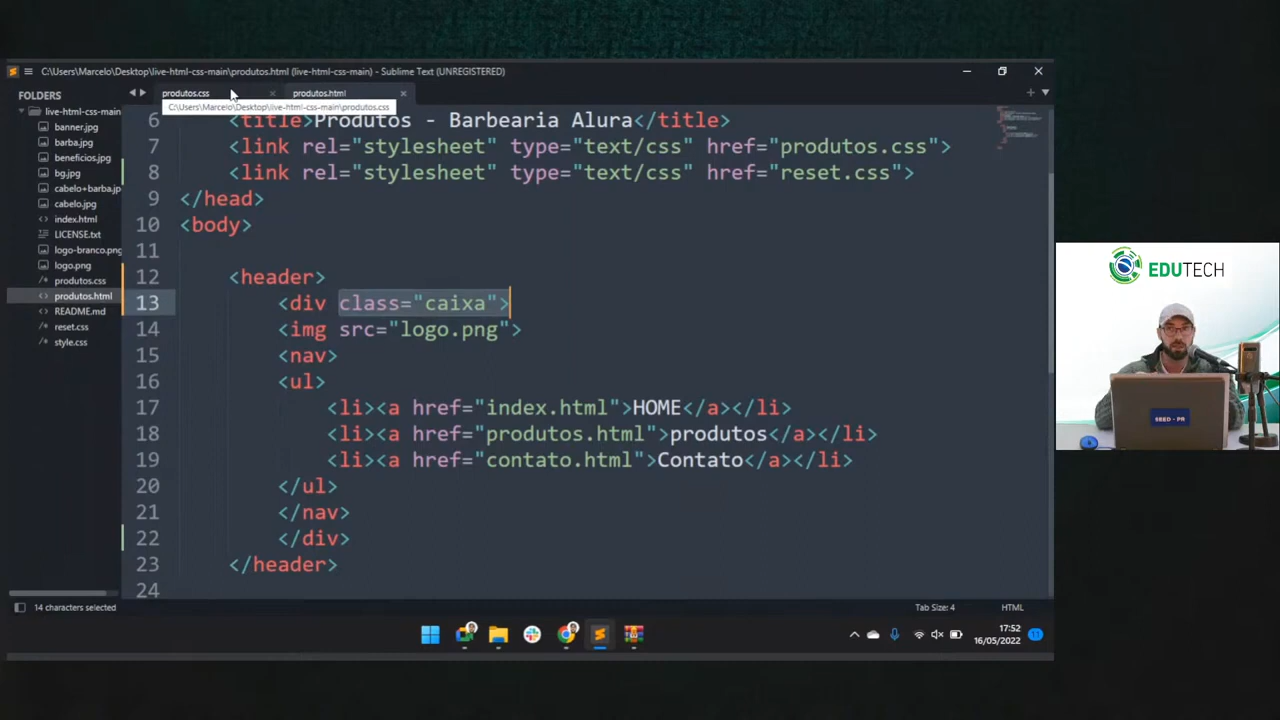 C:\Users\Marcelo\Desktop\live-html-css-main\produtos.html (live-html-css-main) - Sublime Text (UNREGISTERED)
FOLDERS
live-html-css-main
banner.jpg
barba.jpg
beneficios.jpg
bg.jpg
cabelo+barba.jp
cabelo.jpg
index.html
LICENSE.txt
logo-branco.png
logo.png
produtos.css
produtos.html
README.md
reset.css
style.css
produtos.css
produtos.html
C:\Users\Marcelo\Desktop\live-html-css-main\produtos.css
6 <title>Produtos - Barbearia Alura</title>
7 <link rel="stylesheet" type="text/css" href="produtos.css">
8 <link rel="stylesheet" type="text/css" href="reset.css">
9 </head>
10 <body>
11
12 <header>
13 <div class="caixa">
14 <img src="logo.png">
15 <nav>
16 <ul>
17 <li><a href="index.html">HOME</a></li>
18 <li><a href="produtos.html">produtos</a></li>
19 <li><a href="contato.html">Contato</a></li>
20 </ul>
21 </nav>
22 </div>
23 </header>
24
14 characters selected
Tab Size: 4
HTML
17:52
16/05/2022
11
EDUTECH
SEED - PR